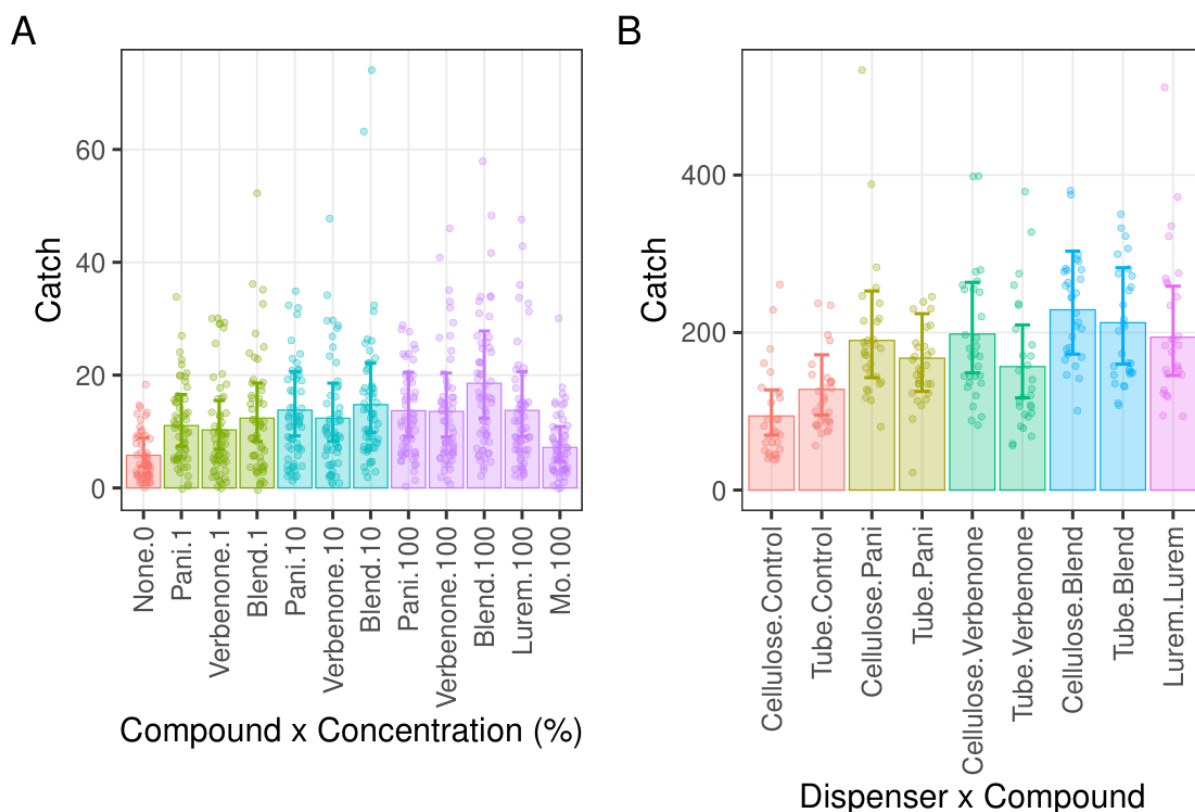 A
Catch
60
40
20
0
None.0
Pani.1
Verbenone.1
Blend.1
Pani.10
Verbenone.10
Blend.10
Pani.100
Verbenone.100
Blend.100
Lurem.100
Mo.100
Compound x Concentration (%)
B
Catch
400
200
0
Cellulose.Control
Tube.Control
Cellulose.Pani
Tube.Pani
Cellulose.Verbenone
Tube.Verbenone
Cellulose.Blend
Tube.Blend
Lurem.Lurem
Dispenser x Compound